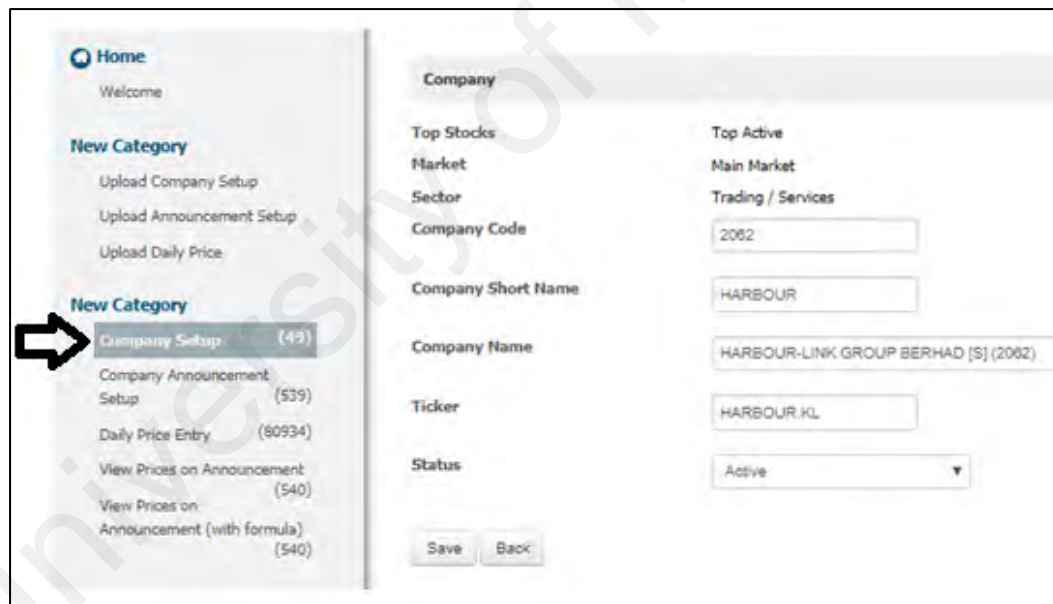 Home
Welcome
New Category
Upload Company Setup
Upload Announcement Setup
Upload Daily Price
New Category
Company Setup (49)
Company Announcement
Setup (539)
Daily Price Entry (80934)
View Prices on Announcement
(540)
View Prices on
Announcement (with formula)
(540)
Company
Top Stocks Top Active
Market Main Market
Sector Trading / Services
Company Code 2062
Company Short Name HARBOUR
Company Name HARBOUR-LINK GROUP BERHAD [S] (2062)
Ticker HARBOUR.KL
Status Active
Save Back
University of